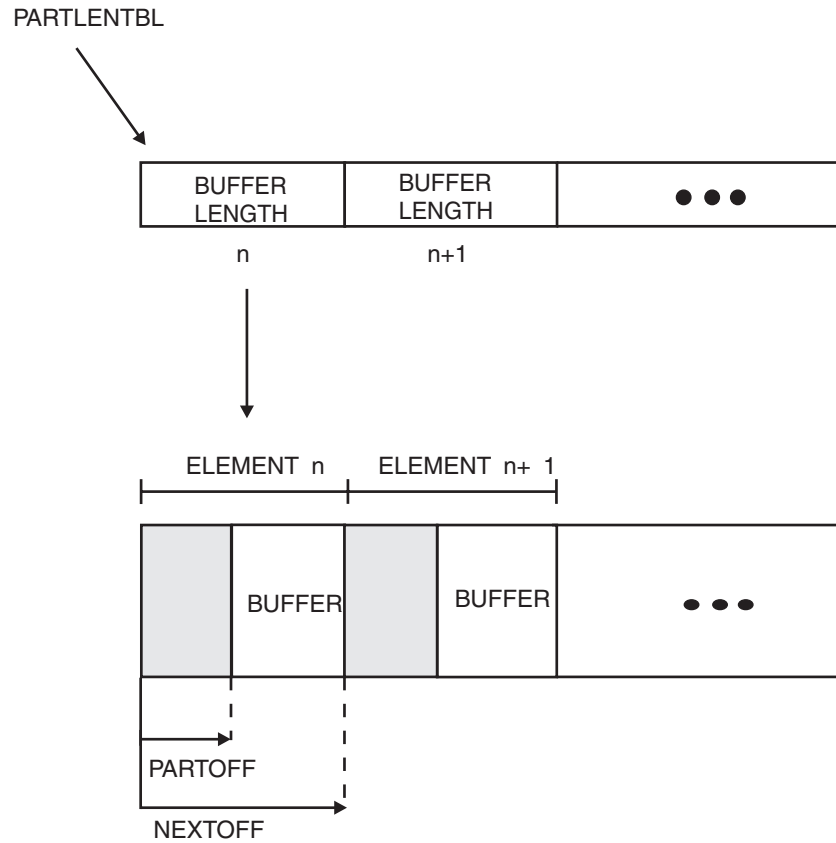 PARTLENTBL
BUFFER
LENGTH
BUFFER
LENGTH
n
n+1
ELEMENT n
ELEMENT n+ 1
BUFFER
BUFFER
PARTOFF
NEXTOFF